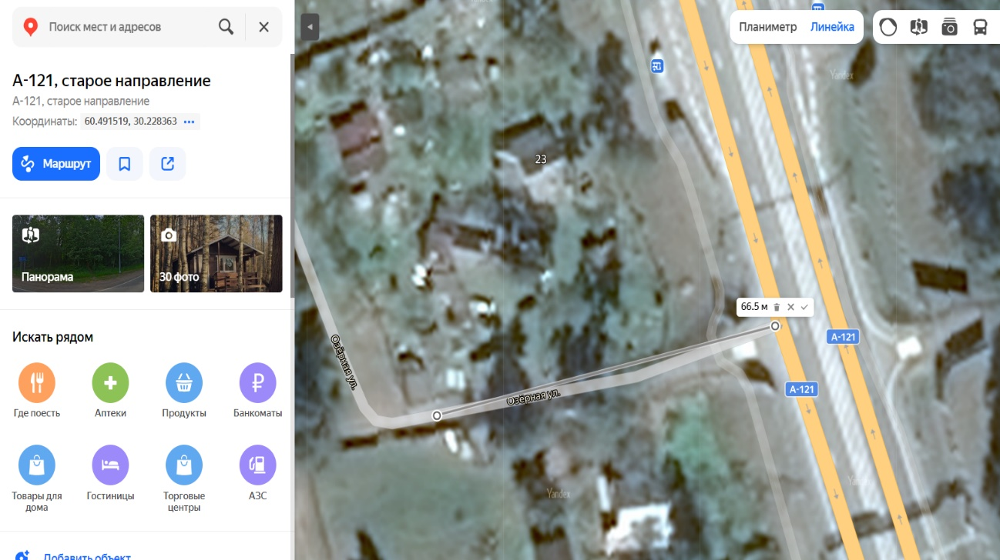 Поиск мест и адресов
А-121, старое направление
А-121, старое направление
Координаты: 60.491519, 30.228363
Маршрут
Панорама
30 фото
Искать рядом
Где поесть
Аптеки
Продукты
Банкоматы
Товары для дома
Гостиницы
Торговые центры
АЗС
Добавить объект
Планиметр
Линейка
Yandex
23
66.5 м
А-121
Озёрная ул.
А-121
Озёрная ул.
Yandex
Yandex